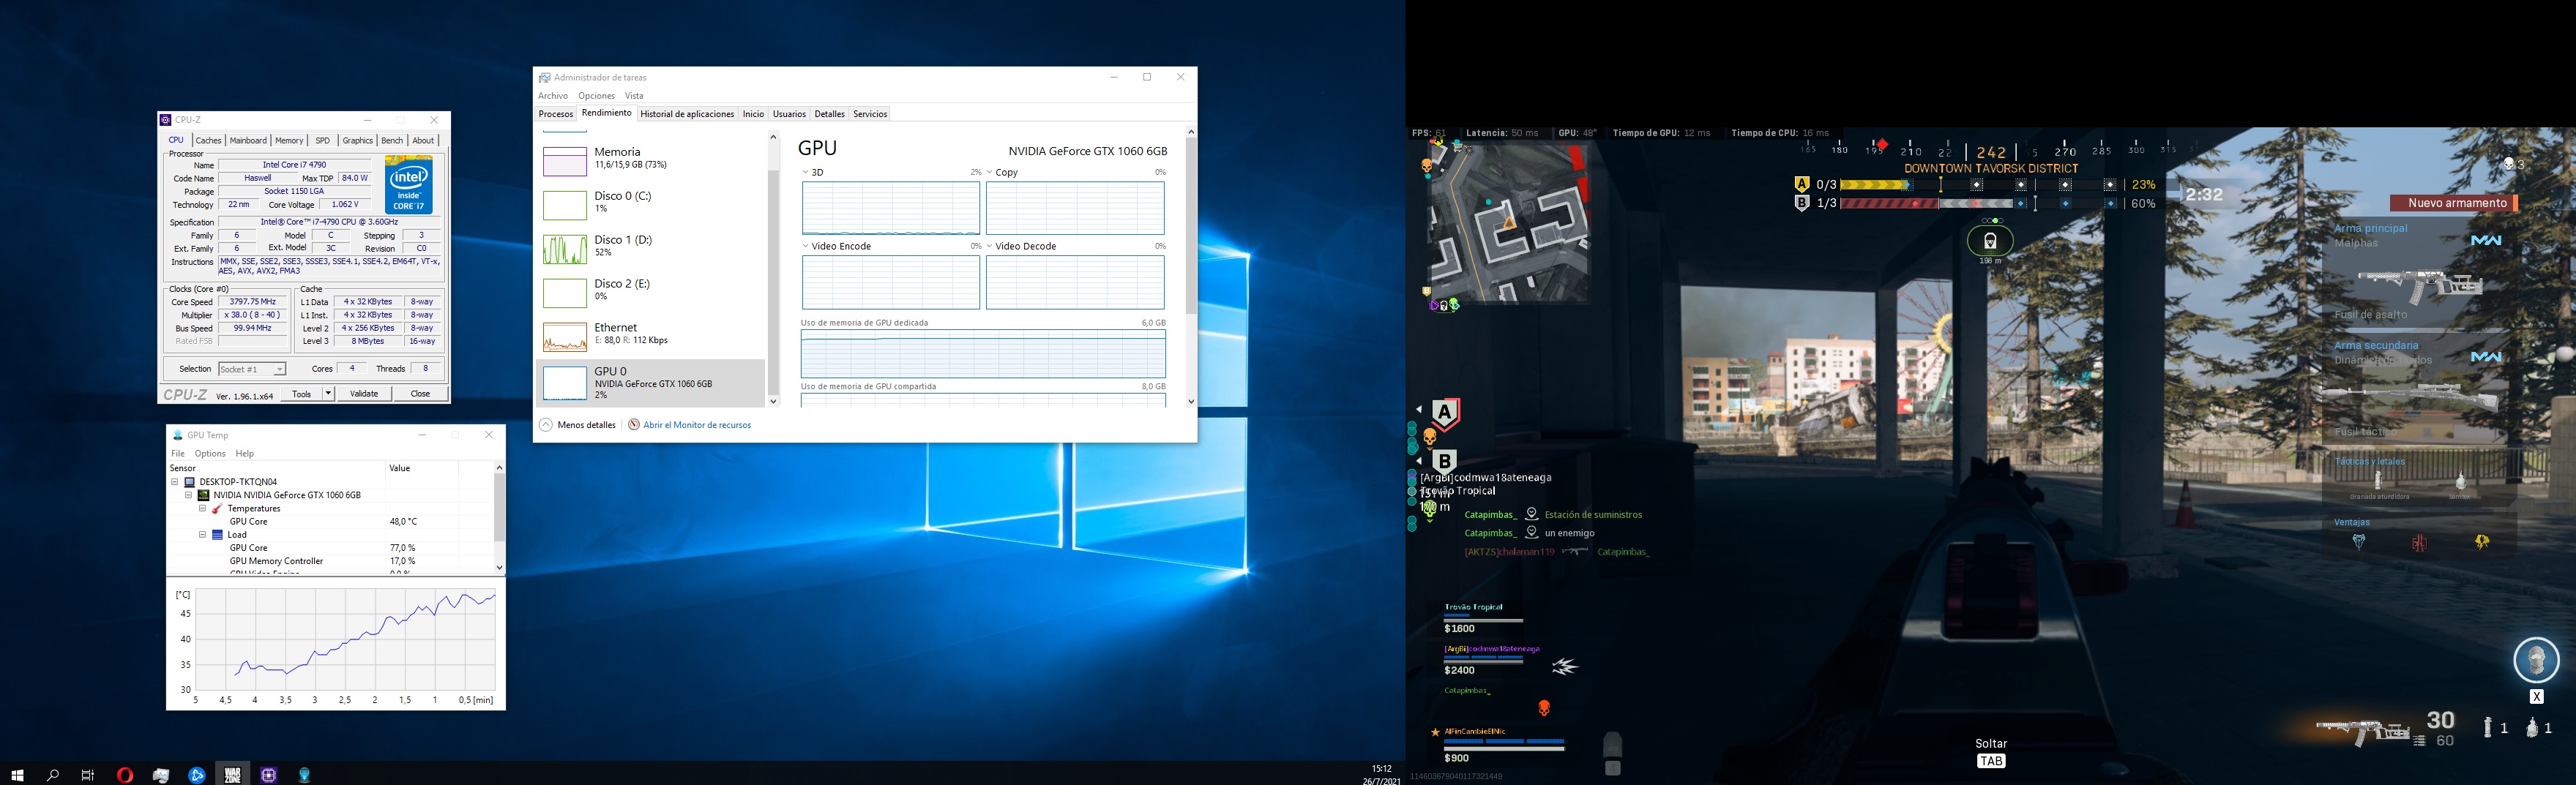 CPU-Z
CPU Caches Mainboard Memory SPD Graphics Bench About
Processor
Name Intel Core i7 4790
Code Name Haswell Max TDP 84.0 W
Package Socket 1150 LGA
Technology 22 nm Core Voltage 1.062 V
intel inside CORE i7
Specification Intel® Core™ i7-4790 CPU @ 3.60GHz
Family 6 Model C Stepping 3
Ext. Family 6 Ext. Model 3C Revision C0
Instructions MMX, SSE, SSE2, SSE3, SSSE3, SSE4.1, SSE4.2, EM64T, VT-x,
AES, AVX, AVX2, FMA3
Clocks (Core #0)
Core Speed 3797.75 MHz
Multiplier x 38.0 ( 8 - 40 )
Bus Speed 99.94 MHz
Rated FSB
Cache
L1 Data 4 x 32 KBytes 8-way
L1 Inst. 4 x 32 KBytes 8-way
Level 2 4 x 256 KBytes 8-way
Level 3 8 MBytes 16-way
Selection Socket #1 Cores 4 Threads 8
CPU-Z Ver. 1.96.1.x64 Tools Validate Close
GPU Temp
File Options Help
Sensor Value
DESKTOP-TKTQN04
NVIDIA NVIDIA GeForce GTX 1060 6GB
Temperatures
GPU Core 48,0 °C
Load
GPU Core 77,0 %
GPU Memory Controller 17,0 %
GPU Video Engine 0,0 %
[°C]
45
40
35
30
5 4,5 4 3,5 3 2,5 2 1,5 1 0,5 [min]
Administrador de tareas
Archivo Opciones Vista
Procesos Rendimiento Historial de aplicaciones Inicio Usuarios Detalles Servicios
Memoria
11,6/15,9 GB (73%)
Disco 0 (C:)
1%
Disco 1 (D:)
52%
Disco 2 (E:)
0%
Ethernet
E: 88,0 R: 112 Kbps
GPU 0
NVIDIA GeForce GTX 1060 6GB
2%
GPU NVIDIA GeForce GTX 1060 6GB
3D 2% Copy 0%
Video Encode 0% Video Decode 0%
Uso de memoria de GPU dedicada 6,0 GB
Uso de memoria de GPU compartida 8,0 GB
Menos detalles Abrir el Monitor de recursos
WARZONE
15:12
26/7/2021
FPS: 61 Latencia: 50 ms GPU: 48° Tiempo de GPU: 12 ms Tiempo de CPU: 16 ms
165 180 195 210 22 242 5 270 285 300 315
DOWNTOWN TAVORSK DISTRICT
A 0/3 23%
B 1/3 60%
2:32
3
198 m
Nuevo armamento
Arma principal
Malphas
Fusil de asalto
Arma secundaria
Fusil táctico
Tácticas y letales
Granada aturdidora Semtex
Ventajas
A
B
[ArgBi]codmwa18ateneaga
Trovão Tropical
Catapimbas_ Estación de suministros
Catapimbas_ un enemigo
[AKTZS]chalaman119 Catapimbas_
Trovão Tropical
$1600
[ArgBi]codmwa18ateneaga
$2400
Catapimbas_
AlFinCambieElNic
$900
Soltar
TAB
X
30
60
1 1